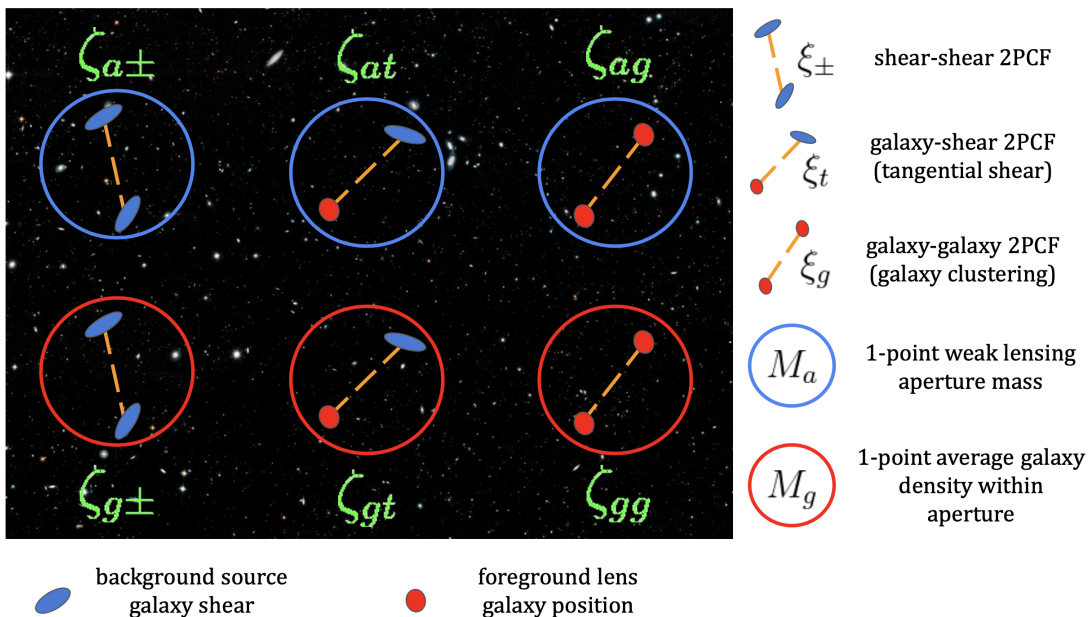 ζa±
ζat
ζag
ζg±
ζgt
ζgg
ξ±
shear-shear 2PCF
ξt
galaxy-shear 2PCF
(tangential shear)
ξg
galaxy-galaxy 2PCF
(galaxy clustering)
Ma
1-point weak lensing
aperture mass
Mg
1-point average galaxy
density within
aperture
background source
galaxy shear
foreground lens
galaxy position